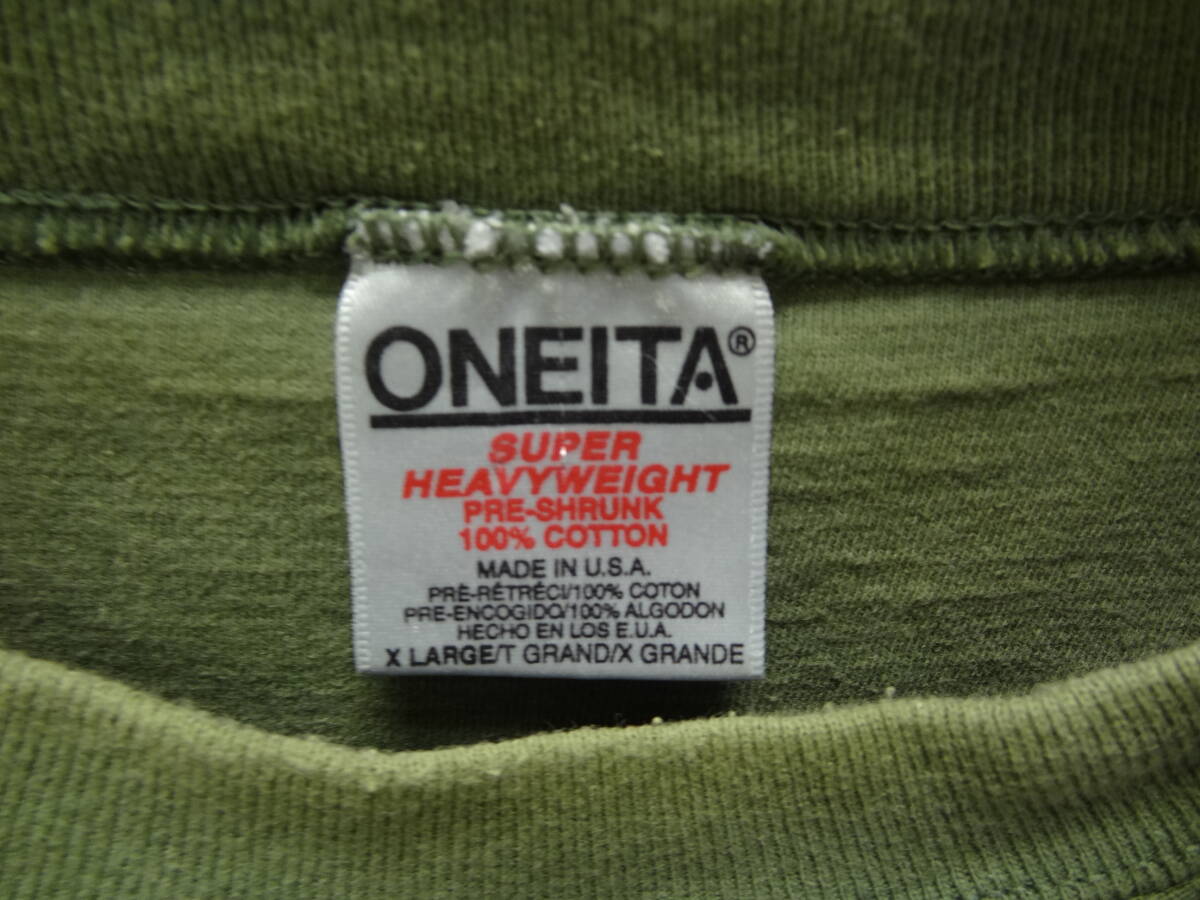 ONEITA®
SUPER
HEAVYWEIGHT
PRE-SHRUNK
100% COTTON
MADE IN U.S.A.
PRÉ-RÉTRÉCI/100% COTON
PRE-ENCOGIDO/100% ALGODON
HECHO EN LOS E.U.A.
X LARGE/T GRAND/X GRANDE